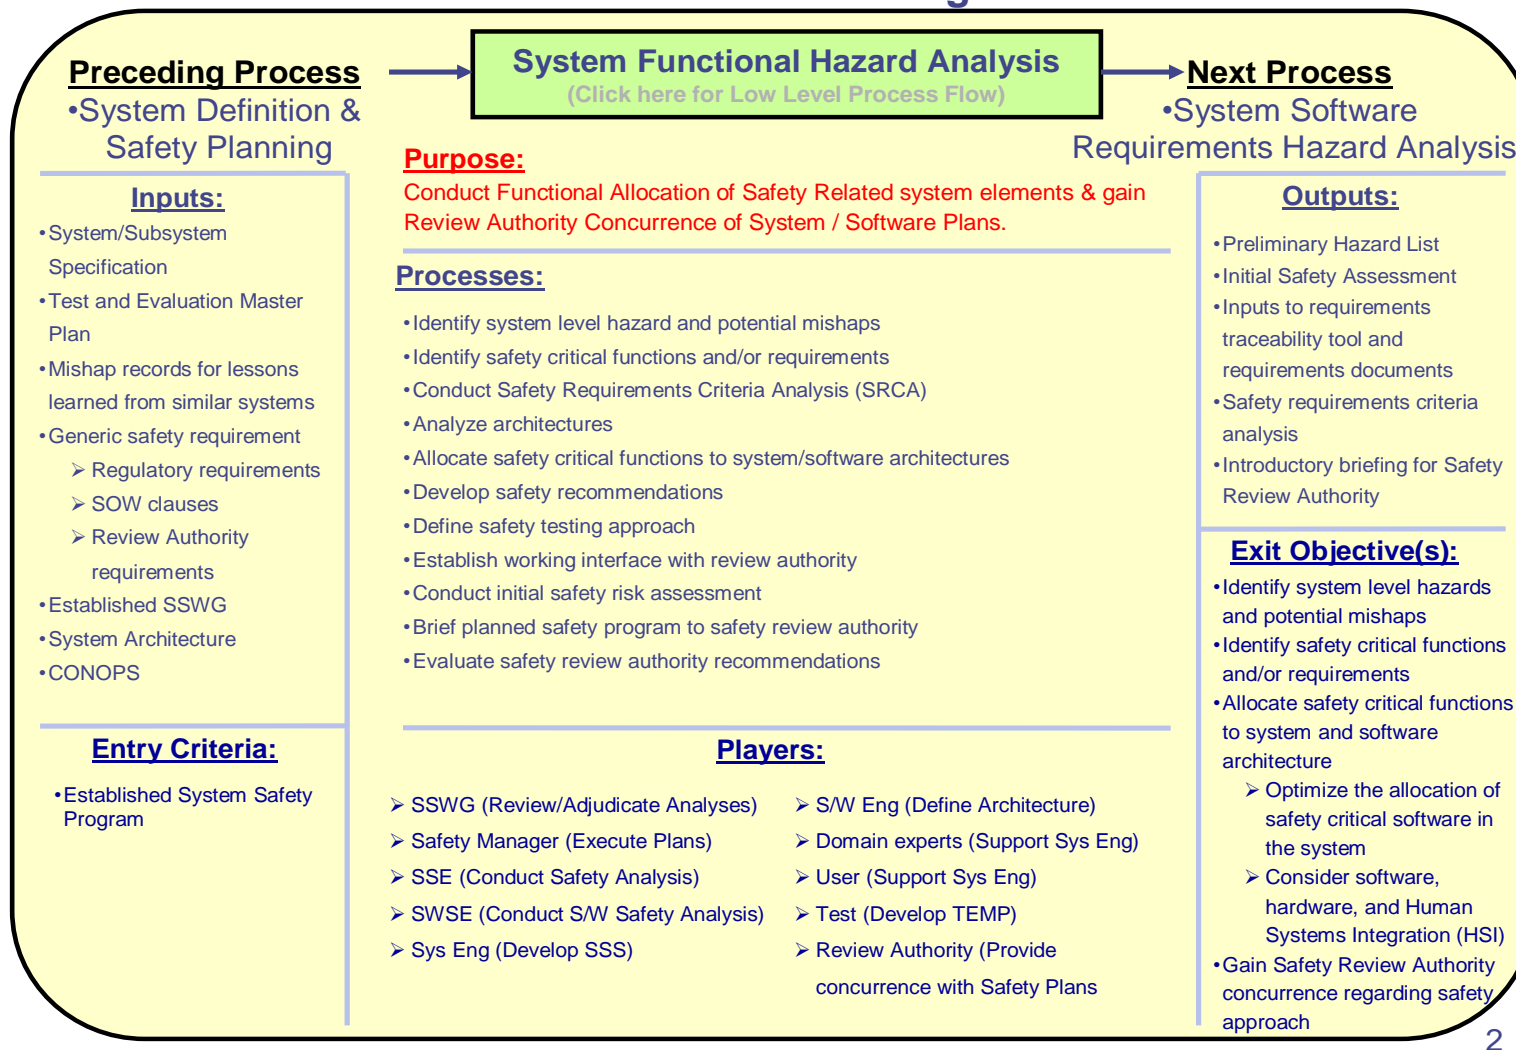 System Functional Hazard Analysis
(Click here for Low Level Process Flow)
Preceding Process
•System Definition &
Safety Planning
Next Process
•System Software
Requirements Hazard Analysis
Purpose:
Conduct Functional Allocation of Safety Related system elements & gain
Review Authority Concurrence of System / Software Plans.
Inputs:
•System/Subsystem
Specification
•Test and Evaluation Master
Plan
•Mishap records for lessons
learned from similar systems
•Generic safety requirement
➢ Regulatory requirements
➢ SOW clauses
➢ Review Authority
requirements
•Established SSWG
•System Architecture
•CONOPS
Entry Criteria:
•Established System Safety
Program
Processes:
•Identify system level hazard and potential mishaps
•Identify safety critical functions and/or requirements
•Conduct Safety Requirements Criteria Analysis (SRCA)
•Analyze architectures
•Allocate safety critical functions to system/software architectures
•Develop safety recommendations
•Define safety testing approach
•Establish working interface with review authority
•Conduct initial safety risk assessment
•Brief planned safety program to safety review authority
•Evaluate safety review authority recommendations
Players:
➢ SSWG (Review/Adjudicate Analyses)
➢ Safety Manager (Execute Plans)
➢ SSE (Conduct Safety Analysis)
➢ SWSE (Conduct S/W Safety Analysis)
➢ Sys Eng (Develop SSS)
➢ S/W Eng (Define Architecture)
➢ Domain experts (Support Sys Eng)
➢ User (Support Sys Eng)
➢ Test (Develop TEMP)
➢ Review Authority (Provide
concurrence with Safety Plans
Outputs:
•Preliminary Hazard List
•Initial Safety Assessment
•Inputs to requirements
traceability tool and
requirements documents
•Safety requirements criteria
analysis
•Introductory briefing for Safety
Review Authority
Exit Objective(s):
•Identify system level hazards
and potential mishaps
•Identify safety critical functions
and/or requirements
•Allocate safety critical functions
to system and software
architecture
➢ Optimize the allocation of
safety critical software in
the system
➢ Consider software,
hardware, and Human
Systems Integration (HSI)
•Gain Safety Review Authority
concurrence regarding safety
approach
2